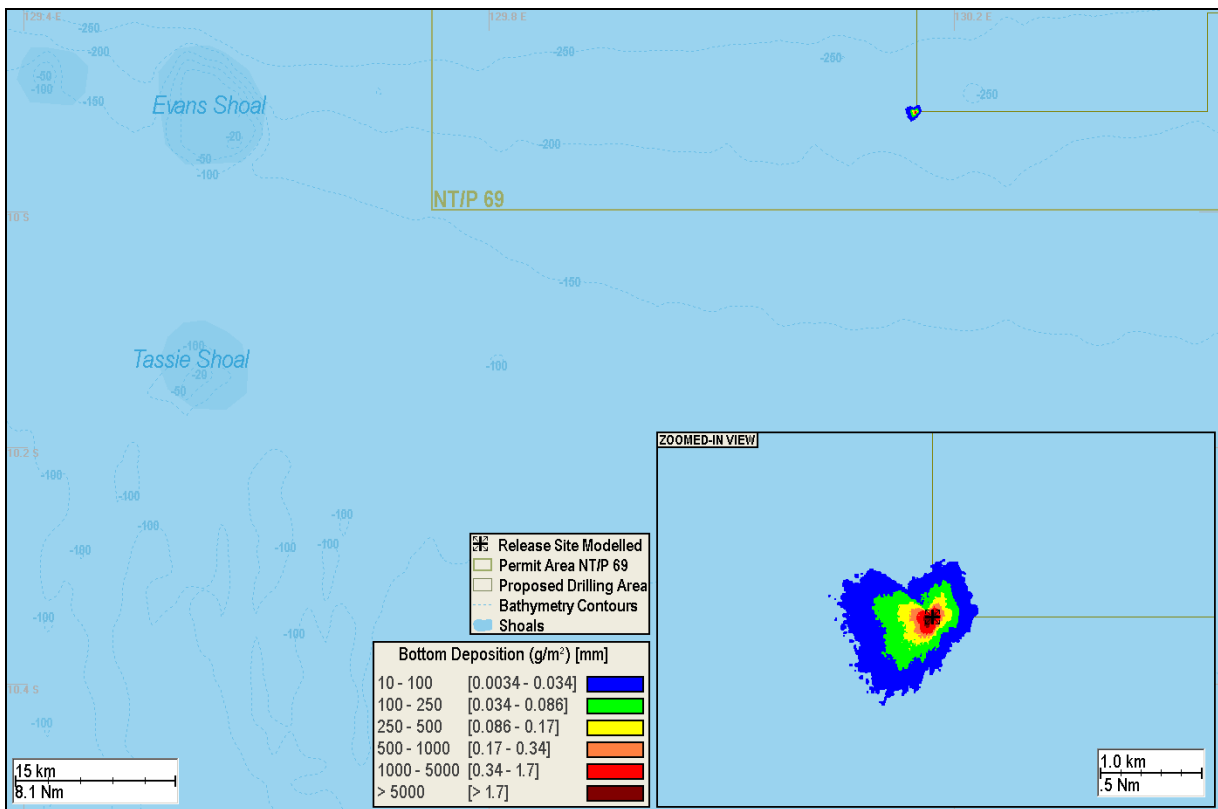 129.4 E
129.8 E
130.2 E
-250
-200
-50
-100
-150
Evans Shoal
-20
-50
-100
-250
-250
-250
-200
NT/P 69
10 S
-150
-100
Tassie Shoal
-20
-50
-100
10.2 S
-100
-100
-100
-100
-100
-100
-100
-100
-100
-100
10.4 S
-100
15 km
8.1 Nm
Release Site Modelled
Permit Area NT/P 69
Proposed Drilling Area
Bathymetry Contours
Shoals
Bottom Deposition (g/m²) [mm]
10 - 100 [0.0034 - 0.034]
100 - 250 [0.034 - 0.086]
250 - 500 [0.086 - 0.17]
500 - 1000 [0.17 - 0.34]
1000 - 5000 [0.34 - 1.7]
> 5000 [> 1.7]
ZOOMED-IN VIEW
1.0 km
.5 Nm